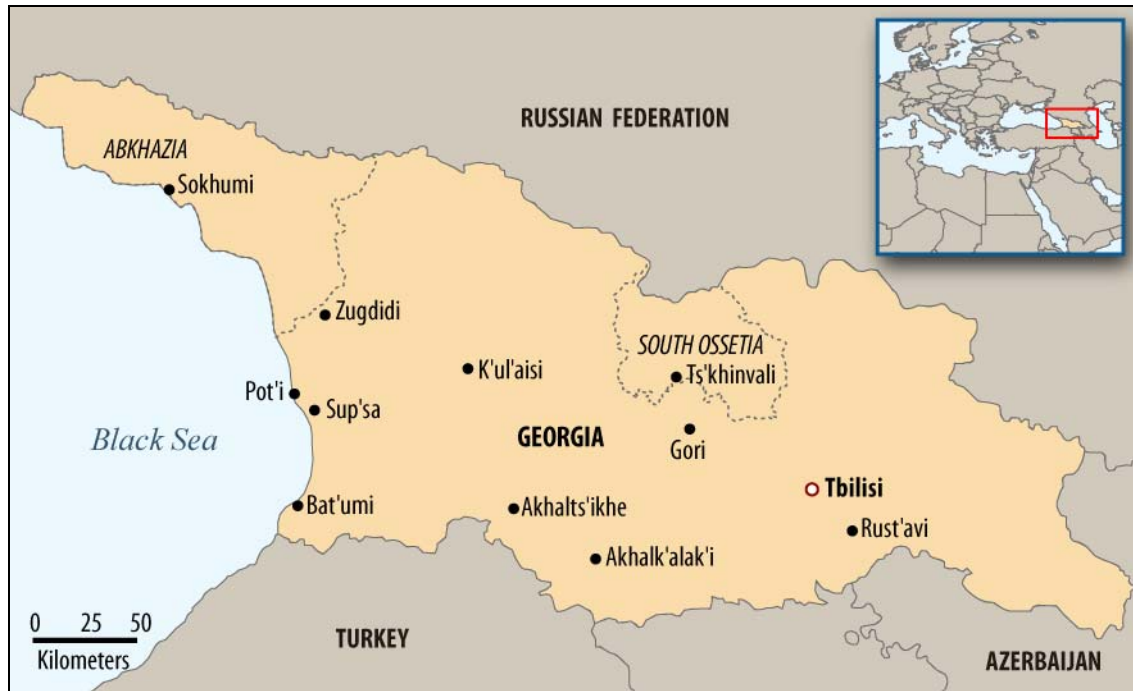 RUSSIAN FEDERATION
ABKHAZIA
Sokhumi
Zugdidi
SOUTH OSSETIA
K'ul'aisi
Ts'khinvali
Pot'i
Sup'sa
Black Sea
GEORGIA
Gori
Tbilisi
Bat'umi
Akhalts'ikhe
Rust'avi
Akhalk'alak'i
0 25 50
Kilometers
TURKEY
AZERBAIJAN